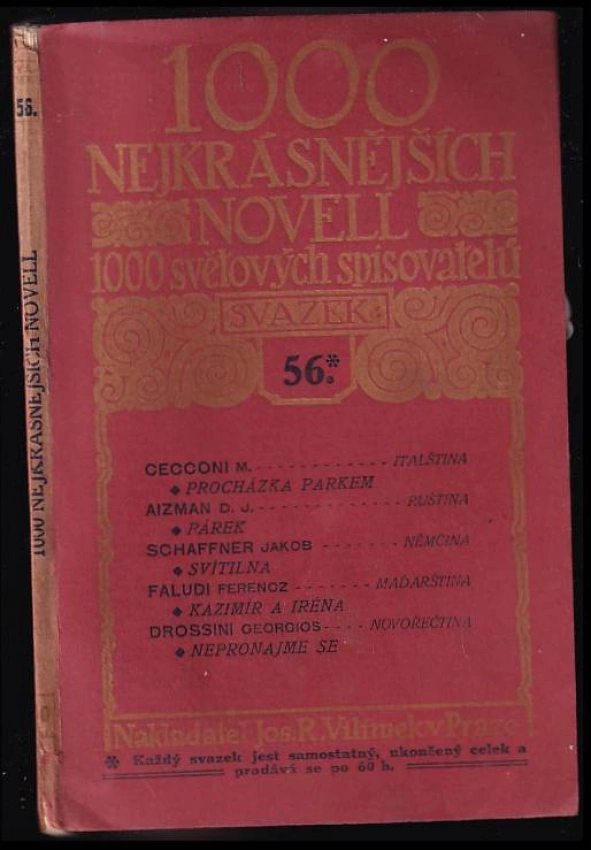 56.
1000 NEJKRÁSNĚJŠÍCH NOVELL
1000
NEJKRÁSNĚJŠÍCH
NOVELL
1000 světových spisovatelů
SVAZEK:
56.*
CECCONI M. - - - - - - - - - - - - ITALŠTINA
◆ PROCHÁZKA PARKEM
AIZMAN D. J. - - - - - - - - - - - - - RUŠTINA
◆ PÁREK
SCHAFFNER JAKOB - - - - - - - NĚMČINA
◆ SVÍTILNA
FALUDI FERENCZ - - - - - - - MAĎARŠTINA
◆ KAZIMÍR A IRÉNA
DROSSINI GEORGIOS - - - - NOVOŘEČTINA
◆ NEPRONAJME SE
Nakladatel Jos. R. Vilímek v Praze
* Každý svazek jest samostatný, ukončený celek a
prodává se po 60 h.